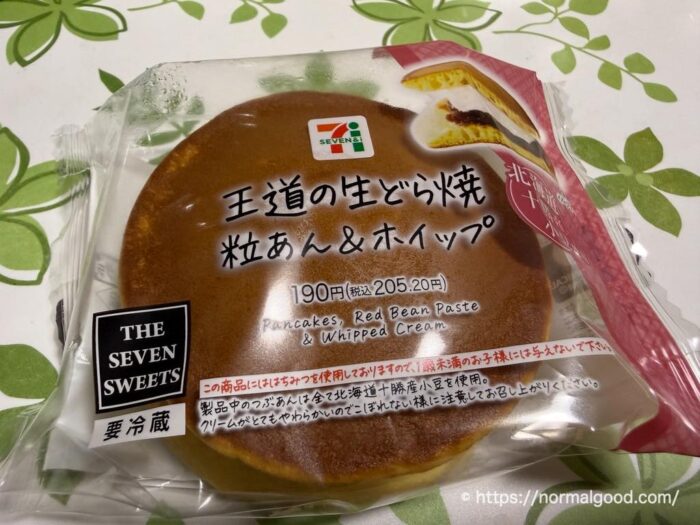 SEVEN&i
王道の生どら焼
粒あん&ホイップ
190円(税込205.20円)
Pancakes, Red Bean Paste
& Whipped Cream
THE
SEVEN
SWEETS
要冷蔵
この商品にははちみつを使用しておりますので、1歳未満のお子様には与えないで下さい
製品中のつぶあんは全て北海道十勝産小豆を使用。
クリームがとてもやわらかいのでこぼれない様に注意してお召し上がりください。
北海道
十勝
© https://normalgood.com/